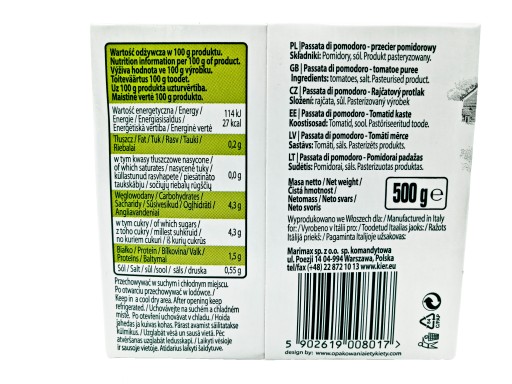 Wartość odżywcza w 100 g produktu.
Nutrition information per 100 g of product.
Výživa hodnota ve 100 g výrobku.
Toiteväärtus 100 g toodet.
Uz 100 g produkta uzturvērtība.
Maistinė vertė 100 g produkto.
Wartość energetyczna / Energy /
Energie / Energiasisaldus /
Enerģētiskā vērtība / Energinė vertė
114 kJ
27 kcal
Tłuszcz / Fat / Tuk / Rasv / Tauki /
Riebalai
0,2 g
w tym kwasy tłuszczowe nasycone /
of which saturates / nasycené tuky /
küllastunud rasvhapete / piesātināto
taukskābju / sočiųjų riebalų rūgščių
0,0 g
Węglowodany / Carbohydrates /
Sacharidy / Süsivesikud / Ogļhidrāti /
Angliavandeniai
4,3 g
w tym cukry / of which sugars /
z toho cukry / millest suhkruid /
no kuriem cukuri / iš kurių cukrūs
4,3 g
Białko / Protein / Bílkovina / Valk /
Proteīns / Baltymai
1,5 g
Sól / Salt / sůl / sool / sāls / druska
0,55 g
Przechowywać w suchym i chłodnym miejscu.
Po otwarciu przechowywać w lodówce. /
Keep in a cool dry area. After opening keep
refrigerated. / Uchovávejte na suchém a chladném
místě. Po otevření uchovávat v chladu. / Hoida
jahedas ja kuivas kohas. Pärast avamist säilitatakse
külmikus. / Uzglabāt vēsā un sausā vietā. Pēc
atvēršanas uzglabāt ledusskapī. / Laikyti vėsioje
ir sausoje vietoje. Atidarius laikyti šaldytuve.
PL |Passata di pomodoro - przecier pomidorowy
Składniki: Pomidory, sól. Produkt pasteryzowany.
GB |Passata di pomodoro - tomatoe puree
Ingredients: tomatoes, salt. Pasteurised product.
CZ |Passata di pomodoro - Rajčatový protlak
Složení: rajčata, sůl. Pasterizovaný výrobek
EE |Passata di pomodoro - Tomatid kaste
Koostisosad: Tomatid, sool. Pastöriseeritud toode.
LV |Passata di pomodoro - Tomāti mērce
Sastāvs: Tomāti, sāls. Pasterizēts produkts.
LT |Passata di pomodoro - Pomidorai padažas
Sudėtis: Pomidorai, sāls. Pasterizuotas produktas.
Masa netto / Net weight /
Čistá hmotnost /
Netomass / Neto svars /
Neto svoris
500 g e
Wyprodukowano we Włoszech dla: / Manufactured in Italy
for: / Vyrobeno v Itálii pro: / Toodetud Itaalias jaoks: / Ražots
Itālijā priekš: / Pagaminta Italijoje užsakovas:
Marimax sp. z o.o. sp. komandytowa
ul. Poezji 14 04-994 Warszawa, Polska
tel/fax (+48) 22 872 10 13 www.kier.eu
5 902619 008017 >
C/PAP
design by: www.opakowaniaietykiety.com